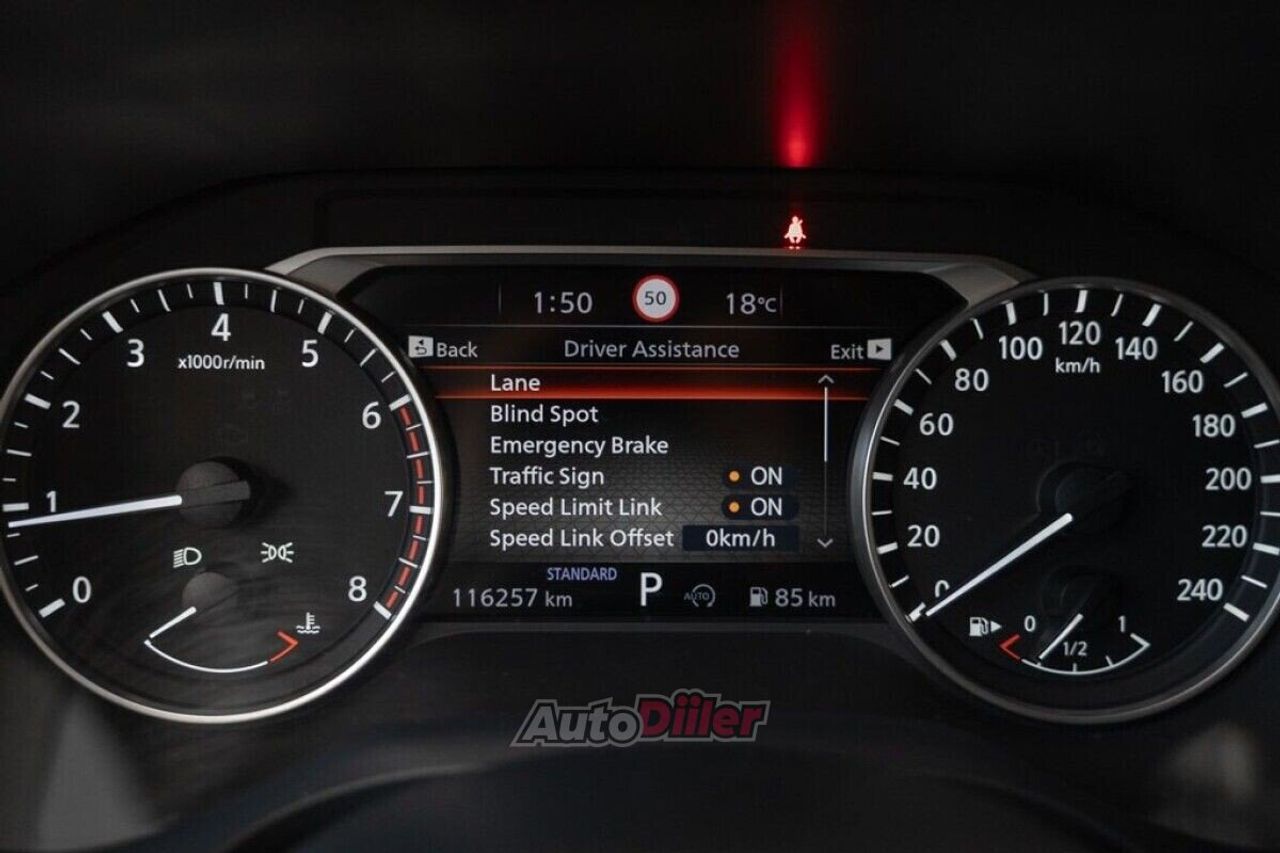 1:50 50 18°C
Back Driver Assistance Exit
Lane
Blind Spot
Emergency Brake
Traffic Sign ON
Speed Limit Link ON
Speed Link Offset 0km/h
STANDARD
116257 km P AUTO 85 km
0 1 2 3 4 5 6 7 8
x1000r/min
0 20 40 60 80 100 120 140 160 180 200 220 240
km/h
0 1/2 1
AutoDiiler